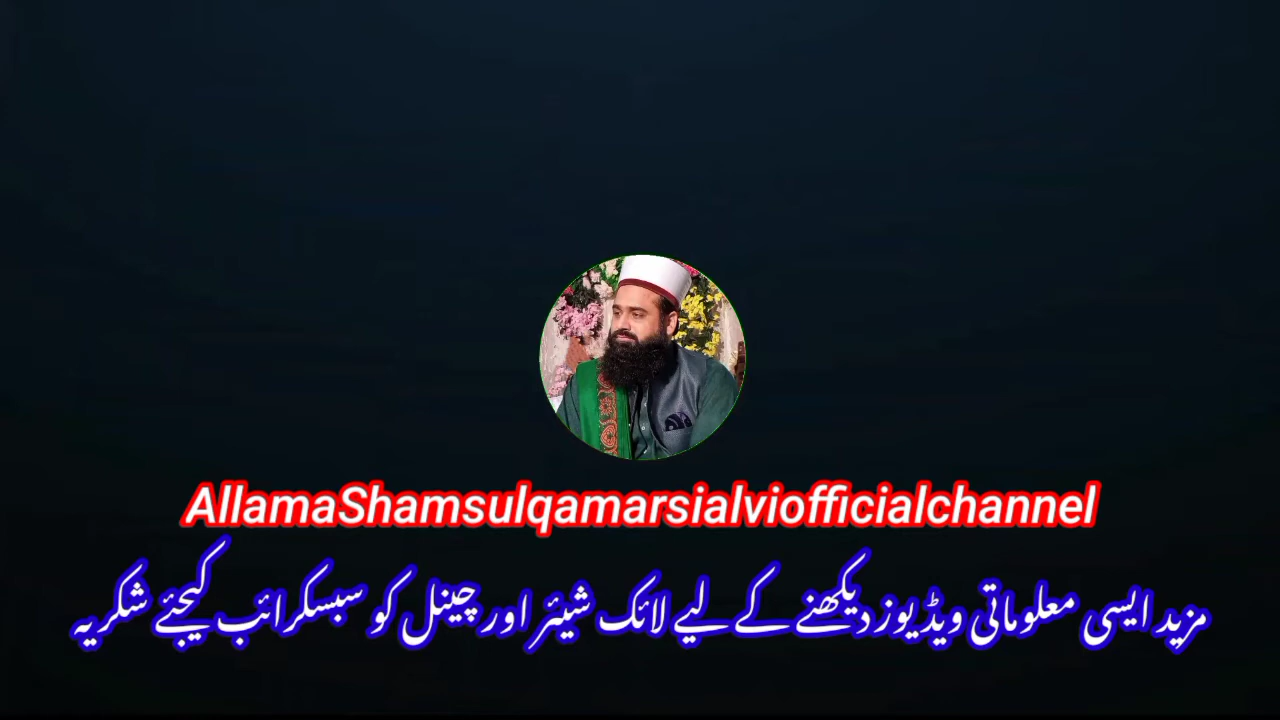 AllamaShamsulqamarsialviofficialchannel
مزید ایسی معلوماتی ویڈیوز دیکھنے کے لیے لائک شیئر اور چینل کو سبسکرائب کیجئے شکریہ